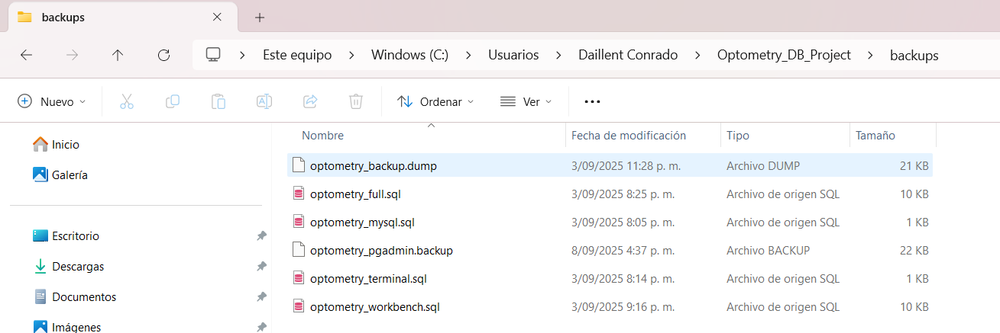 backups
Este equipo > Windows (C:) > Usuarios > Daillent Conrado > Optometry_DB_Project > backups
Nuevo Ordenar Ver
Inicio
Galería
Escritorio
Descargas
Documentos
Imágenes
Nombre Fecha de modificación Tipo Tamaño
optometry_backup.dump 3/09/2025 11:28 p. m. Archivo DUMP 21 KB
optometry_full.sql 3/09/2025 8:25 p. m. Archivo de origen SQL 10 KB
optometry_mysql.sql 3/09/2025 8:05 p. m. Archivo de origen SQL 1 KB
optometry_pgadmin.backup 8/09/2025 4:37 p. m. Archivo BACKUP 22 KB
optometry_terminal.sql 3/09/2025 8:14 p. m. Archivo de origen SQL 1 KB
optometry_workbench.sql 3/09/2025 9:16 p. m. Archivo de origen SQL 10 KB